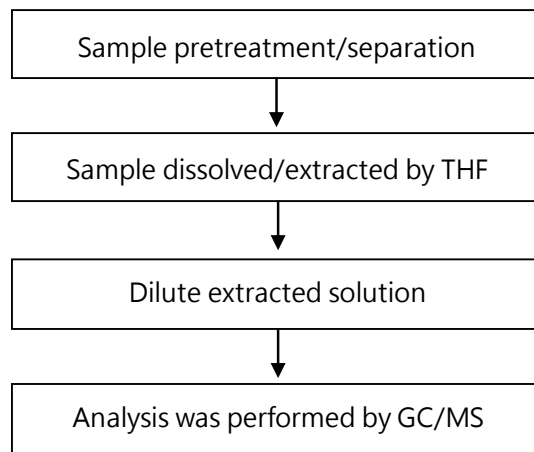 Sample pretreatment/separation
Sample dissolved/extracted by THF
Dilute extracted solution
Analysis was performed by GC/MS